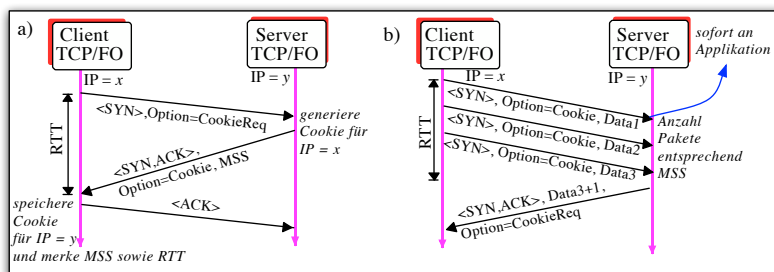 a)
Client
TCP/FO
Server
TCP/FO
IP = x
IP = y
<SYN>,Option=CookieReq
generiere
Cookie für
IP = x
RTT
<SYN,ACK>,
Option=Cookie, MSS
speichere
Cookie
für IP = y
und merke MSS sowie RTT
<ACK>
b)
Client
TCP/FO
Server
TCP/FO
sofort an
Applikation
IP = x
IP = y
<SYN>, Option=Cookie, Data1
<SYN>, Option=Cookie, Data2
<SYN>, Option=Cookie, Data3
RTT
Anzahl
Pakete
entsprechend
MSS
<SYN,ACK>, Data3+1,
Option=CookieReq